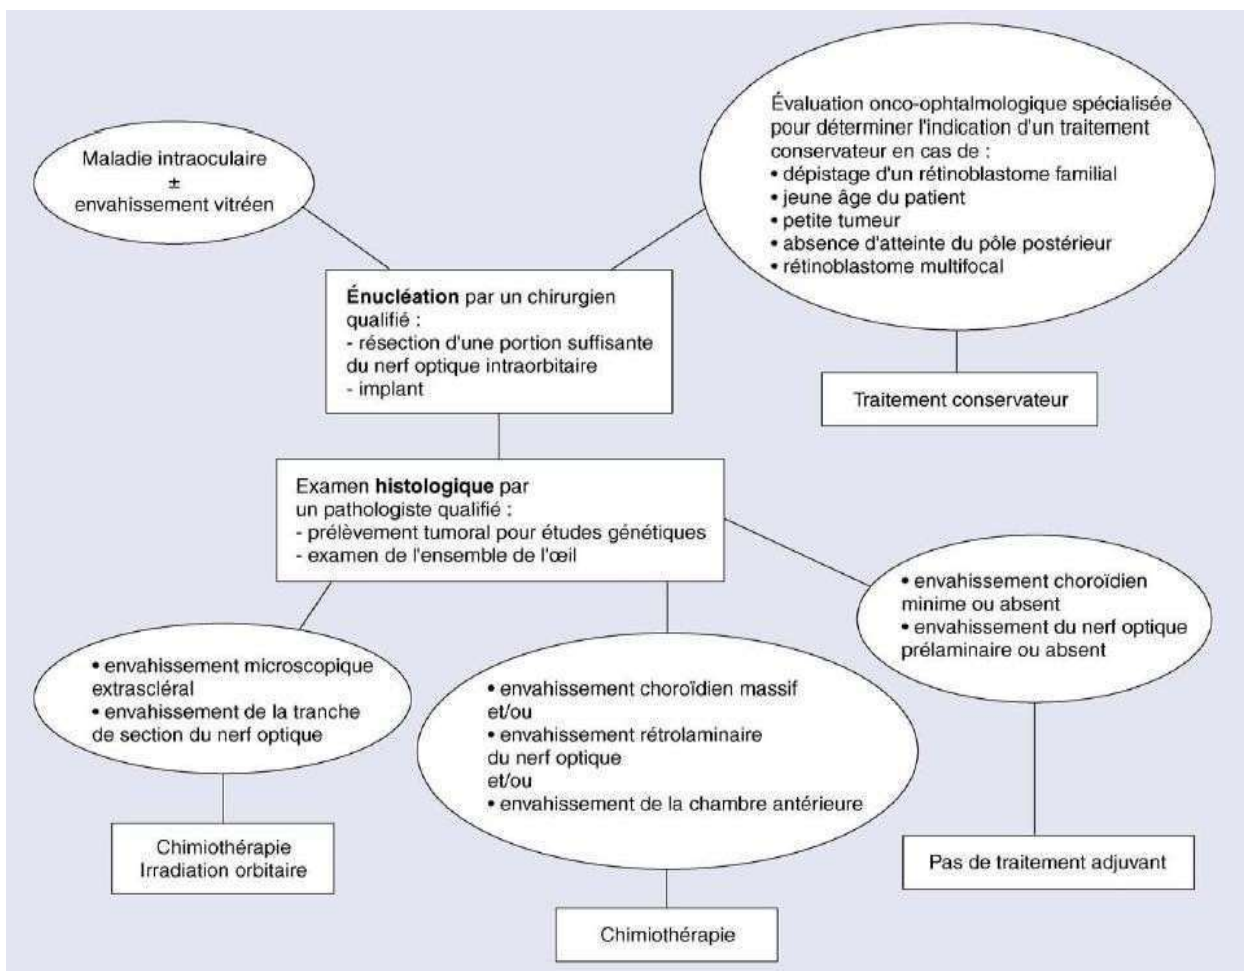 Maladie intraoculaire
±
envahissement vitréen
Évaluation onco-ophtalmologique spécialisée
pour déterminer l'indication d'un traitement
conservateur en cas de :
• dépistage d'un rétinoblastome familial
• jeune âge du patient
• petite tumeur
• absence d'atteinte du pôle postérieur
• rétinoblastome multifocal
Énucléation par un chirurgien
qualifié :
- résection d'une portion suffisante
du nerf optique intraorbitaire
- implant
Traitement conservateur
Examen histologique par
un pathologiste qualifié :
- prélèvement tumoral pour études génétiques
- examen de l'ensemble de l'œil
• envahissement choroïdien
minime ou absent
• envahissement du nerf optique
prélaminaire ou absent
• envahissement microscopique
extrascléral
• envahissement de la tranche
de section du nerf optique
• envahissement choroïdien massif
et/ou
• envahissement rétrolaminaire
du nerf optique
et/ou
• envahissement de la chambre antérieure
Chimiothérapie
Irradiation orbitaire
Pas de traitement adjuvant
Chimiothérapie